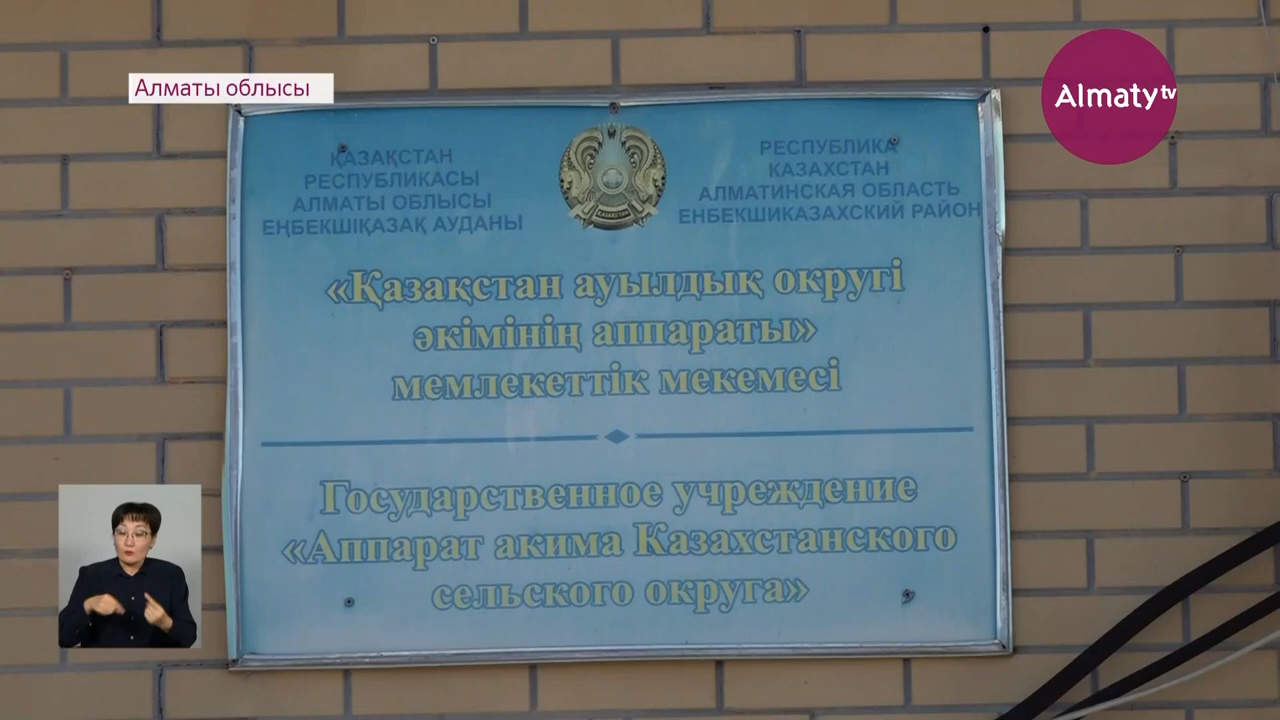 Алматы облысы
Almaty tv
ҚАЗАҚСТАН
РЕСПУБЛИКАСЫ
АЛМАТЫ ОБЛЫСЫ
ЕҢБЕКШІҚАЗАҚ АУДАНЫ
РЕСПУБЛИКА
КАЗАХСТАН
АЛМАТИНСКАЯ ОБЛАСТЬ
ЕНБЕКШИКАЗАХСКИЙ РАЙОН
«Қазақстан ауылдық округі
әкімінің аппараты»
мемлекеттік мекемесі
Государственное учреждение
«Аппарат акима Казахстанского
сельского округа»